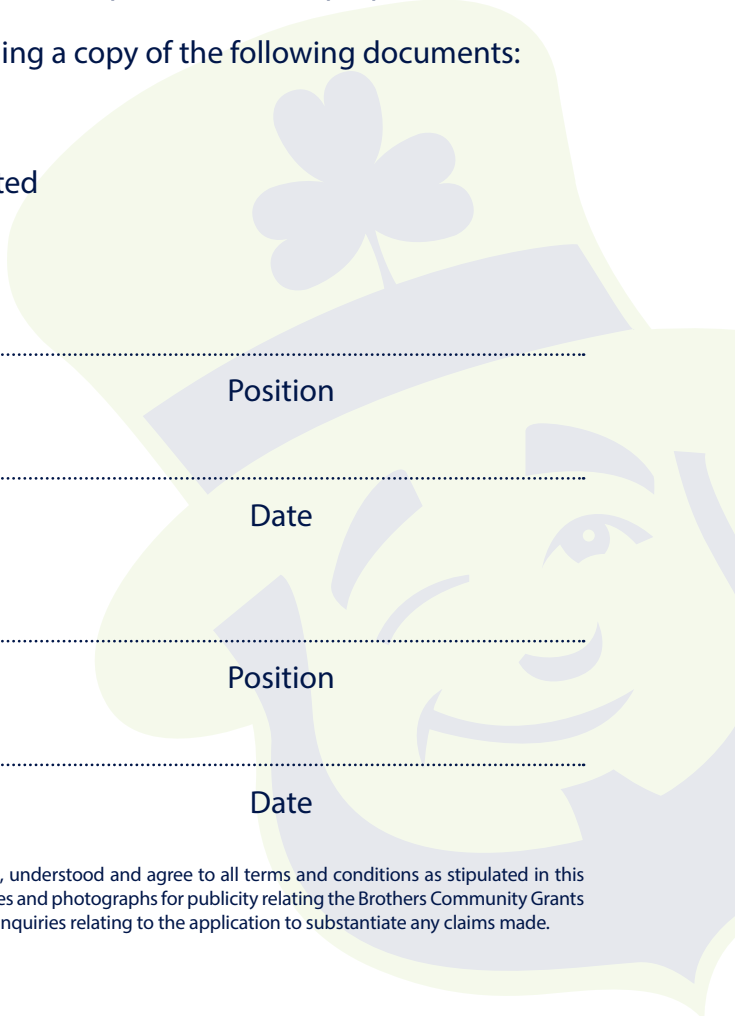 ing a copy of the following documents:
ted
Position
Date
Position
Date
, understood and agree to all terms and conditions as stipulated in this
es and photographs for publicity relating the Brothers Community Grants
nquiries relating to the application to substantiate any claims made.